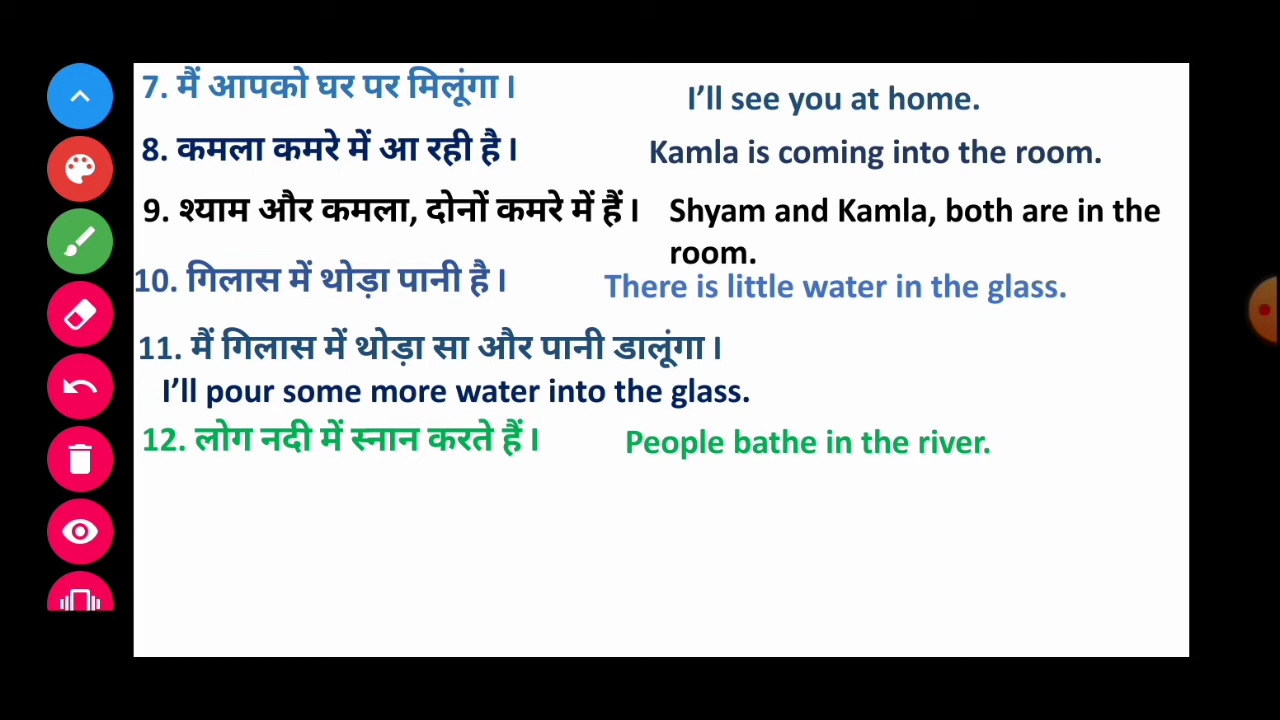 7. मैं आपको घर पर मिलूंगा I I’ll see you at home.
8. कमला कमरे में आ रही है I Kamla is coming into the room.
9. श्याम और कमला, दोनों कमरे में हैं I Shyam and Kamla, both are in the
room.
10. गिलास में थोड़ा पानी है I There is little water in the glass.
11. मैं गिलास में थोड़ा सा और पानी डालूंगा I
I’ll pour some more water into the glass.
12. लोग नदी में स्नान करते हैं I People bathe in the river.